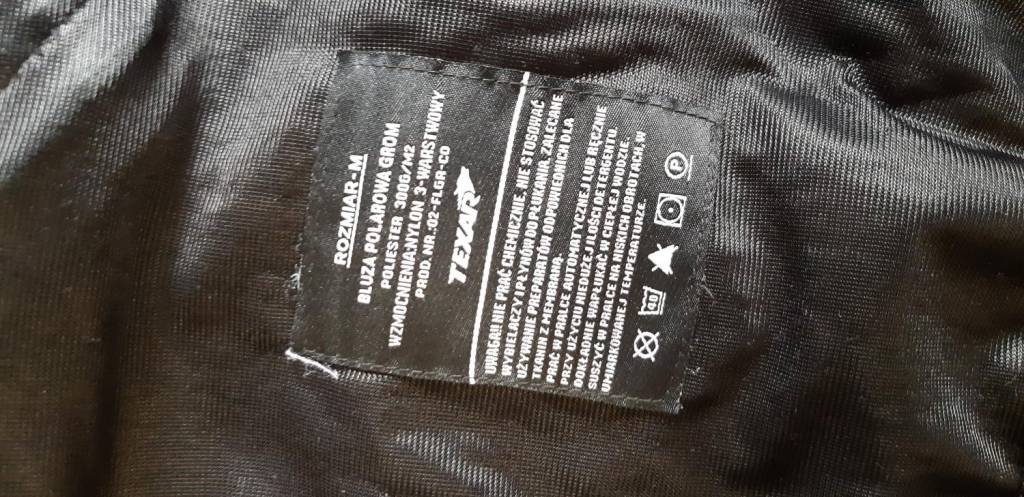 ROZMIAR-M
BLUZA POLAROWA GROM
POLIESTER 300G/M2
WZMOCNIENIA:NYLON 3-WARSTWOWY
PROD. NR.:02-FLGR-CO
TEXAR
UWAGA!! NIE PRAĆ CHEMICZNIE, NIE STOSOWAĆ
WYBIELACZY I PŁYNÓW DO PŁUKANIA. ZALECANE
UŻYWANIE PREPARATÓW ODPOWIEDNICH DLA
TKANIN Z MEMBRANĄ.
PRAĆ W PRALCE AUTOMATYCZNEJ LUB RĘCZNIE
PRZY UŻYCIU NIEDUŻEJ ILOŚCI DETERGENTU.
DOKŁADNIE WYPŁUKAĆ W CIEPŁEJ WODZIE.
SUSZYĆ W PRALCE NA NISKICH OBROTACH, W
UMIARKOWANEJ TEMPERATURZE.
40 P